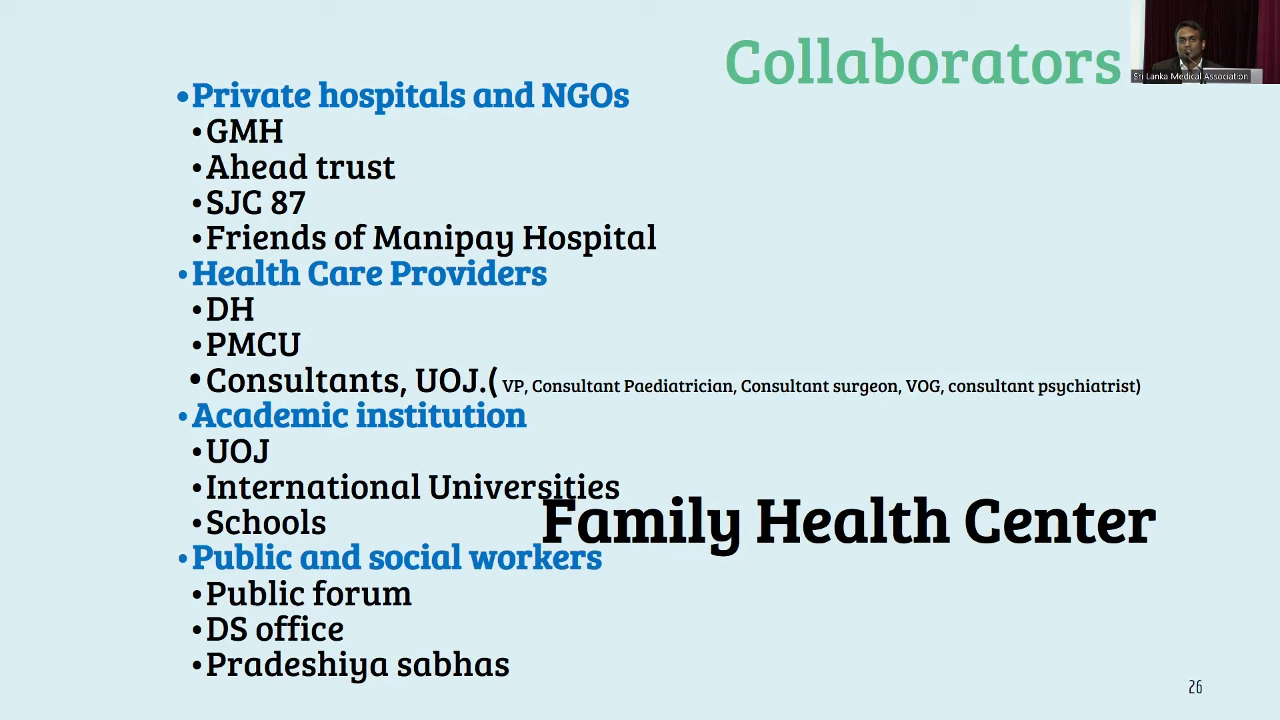 Collaborators
Sri Lanka Medical Association
•Private hospitals and NGOs
•GMH
•Ahead trust
•SJC 87
•Friends of Manipay Hospital
•Health Care Providers
•DH
•PMCU
•Consultants, UOJ.( VP, Consultant Paediatrician, Consultant surgeon, VOG, consultant psychiatrist)
•Academic institution
•UOJ
•International Universities
•Schools
Family Health Center
•Public and social workers
•Public forum
•DS office
•Pradeshiya sabhas
26